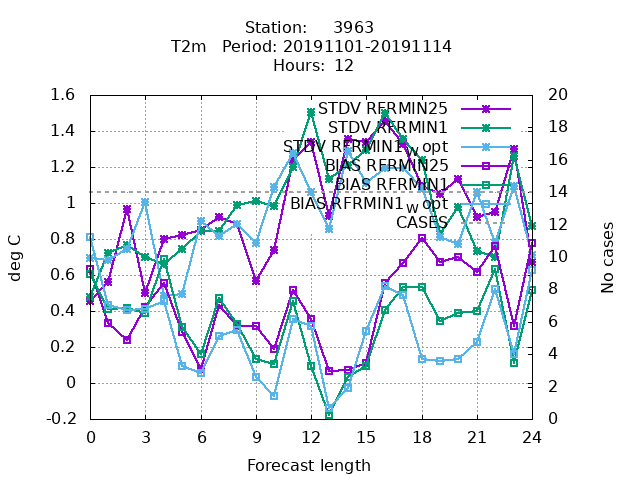 Station: 3963
T2m Period: 20191101-20191114
Hours: 12
STDV RFRMIN25
STDV RFRMIN1
STDV RFRMIN1_W opt
BIAS RFRMIN25
BIAS RFRMIN1
BIAS RFRMIN1_W opt
CASES
deg C
1.6
1.4
1.2
1
0.8
0.6
0.4
0.2
0
-0.2
20
18
16
14
12
10
8
6
4
2
0
No cases
0 3 6 9 12 15 18 21 24
Forecast length